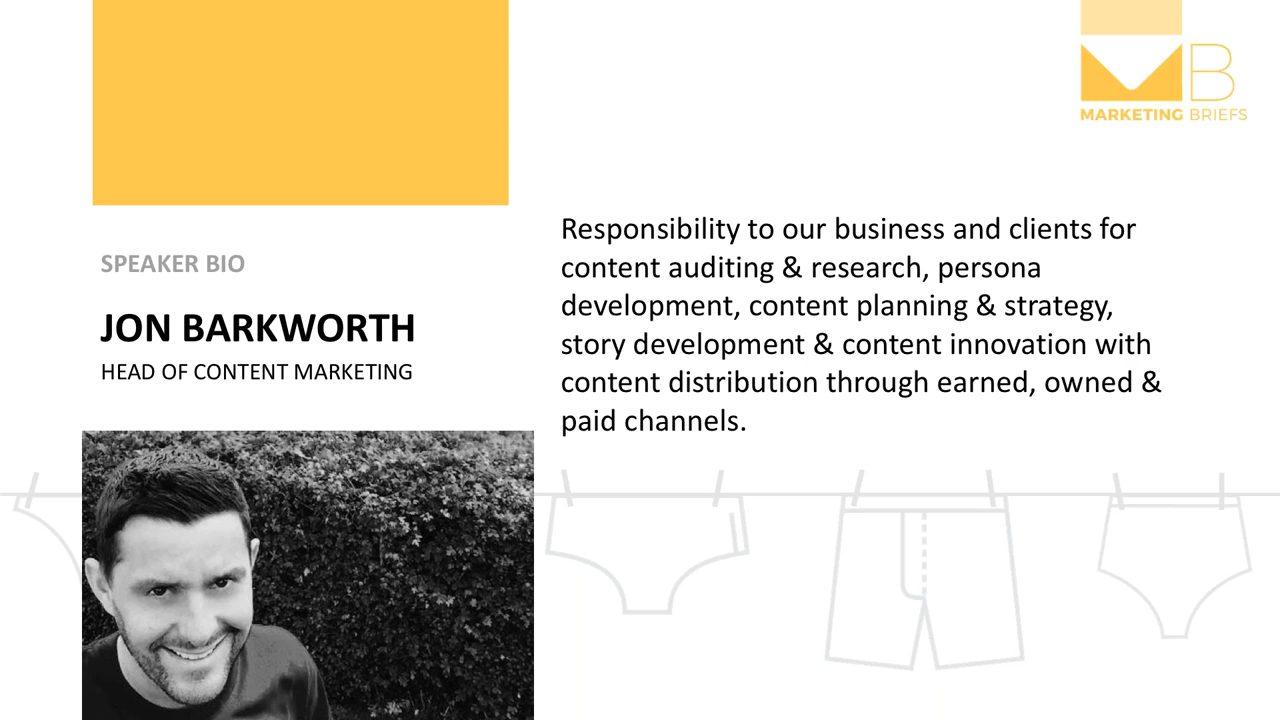 MB
MARKETING BRIEFS
SPEAKER BIO
JON BARKWORTH
HEAD OF CONTENT MARKETING
Responsibility to our business and clients for
content auditing & research, persona
development, content planning & strategy,
story development & content innovation with
content distribution through earned, owned &
paid channels.